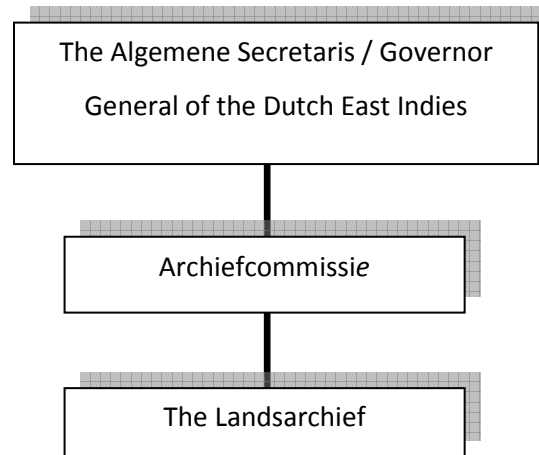 The Algemene Secretaris / Governor
General of the Dutch East Indies
Archiefcommissie
The Landsarchief